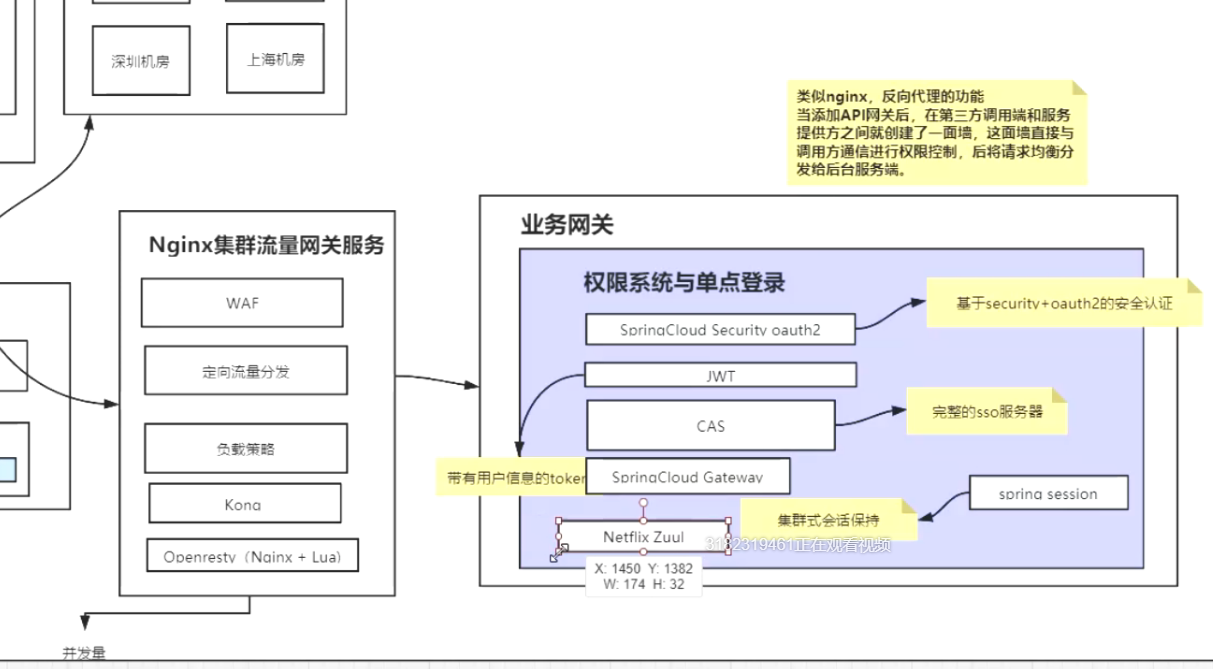 深圳机房
上海机房
类似nginx，反向代理的功能
当添加API网关后，在第三方调用端和服务
提供方之间就创建了一面墙，这面墙直接与
调用方通信进行权限控制，后将请求均衡分
发给后台服务端。
Nginx集群流量网关服务
WAF
定向流量分发
负载策略
Kong
Openresty（Nginx + Lua）
并发量
业务网关
权限系统与单点登录
SpringCloud Security oauth2
基于security+oauth2的安全认证
JWT
CAS
完整的sso服务器
带有用户信息的token
SpringCloud Gateway
spring session
集群式会话保持
Netflix Zuul
3182319461正在观看视频
X: 1450 Y: 1382
W: 174 H: 32